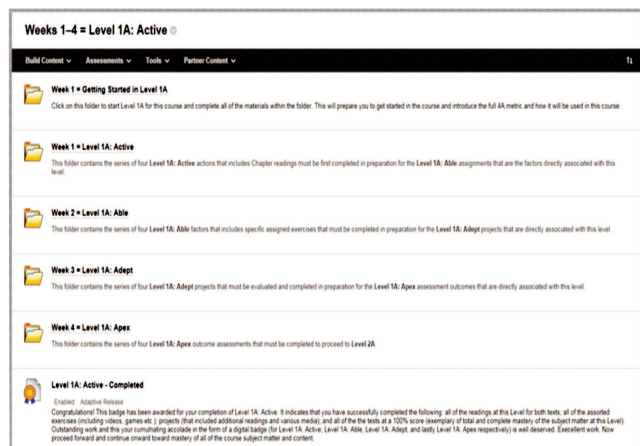 Weeks 1–4 = Level 1A: Active
Build Content Assessments Tools Partner Content
Week 1 = Getting Started in Level 1A
Click on this folder to start Level 1A for this course and complete all of the materials within the folder. This will prepare you to get started in the course and introduce the full 4A metric and how it will be used in this course.
Week 1 = Level 1A: Active
This folder contains the series of four Level 1A: Active actions that includes Chapter readings must be first completed in preparation for the Level 1A: Able assignments that are the factors directly associated with this
level.
Week 2 = Level 1A: Able
This folder contains the series of four Level 1A: Able factors that includes specific assigned exercises that must be completed in preparation for the Level 1A: Adept projects that are directly associated with this level.
Week 3 = Level 1A: Adept
This folder contains the series of four Level 1A: Adept projects that must be evaluated and completed in preparation for the Level 1A: Apex assessment outcomes that are directly associated with this level.
Week 4 = Level 1A: Apex
This folder contains the series of four Level 1A: Apex outcome assessments that must be completed to proceed to Level 2A.
Level 1A: Active - Completed
Enabled Adaptive Release
Congratulations! This badge has been awarded for your completion of Level 1A: Active. It indicates that you have successfully completed the following: all of the readings at this Level for both texts; all of the assorted
exercises (including videos, games etc.); projects (that included additional readings and various media); and all of the the tests at a 100% score (exemplary of total and complete mastery of the subject matter at this Level)
Outstanding work and this your cumulinating accolade in the form of a digital badge (for Level 1A: Active, Level 1A: Able, Level 1A: Adept, and lastly Level 1A: Apex respectively) is well deserved. Execellent work. Now
proceed forward and continue onward toward mastery of all of the course subject matter and content.